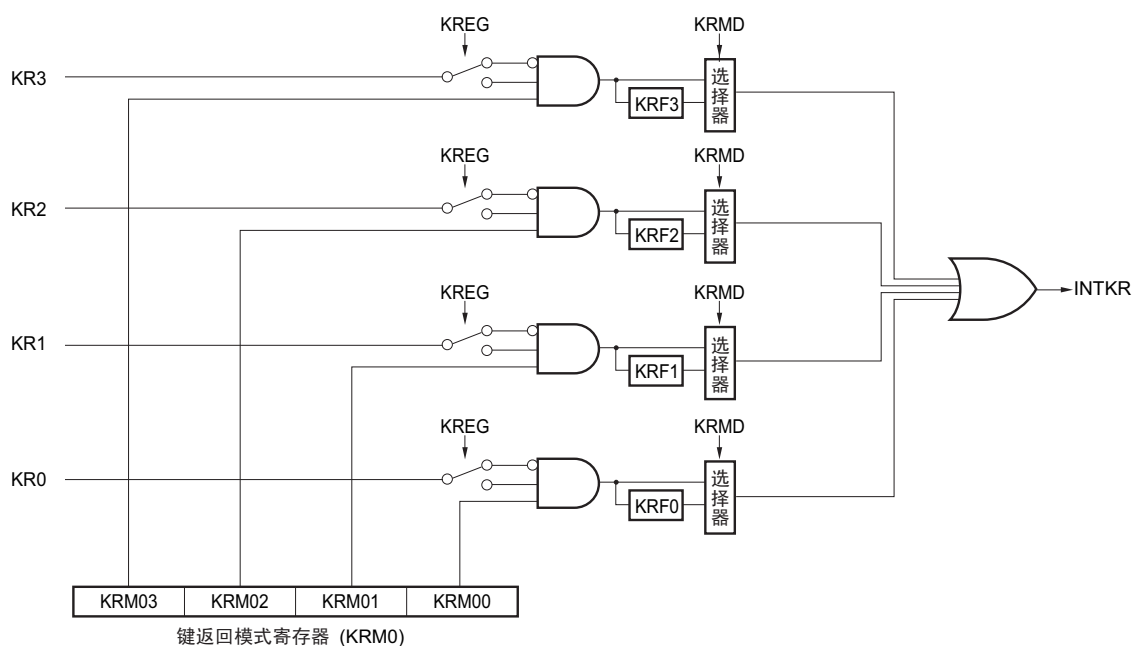 KREG KRMD
KR3
KRF3
选择器
KREG KRMD
KR2
KRF2
选择器
INTKR
KREG KRMD
KR1
KRF1
选择器
KREG KRMD
KR0
KRF0
选择器
KRM03 KRM02 KRM01 KRM00
键返回模式寄存器 (KRM0)